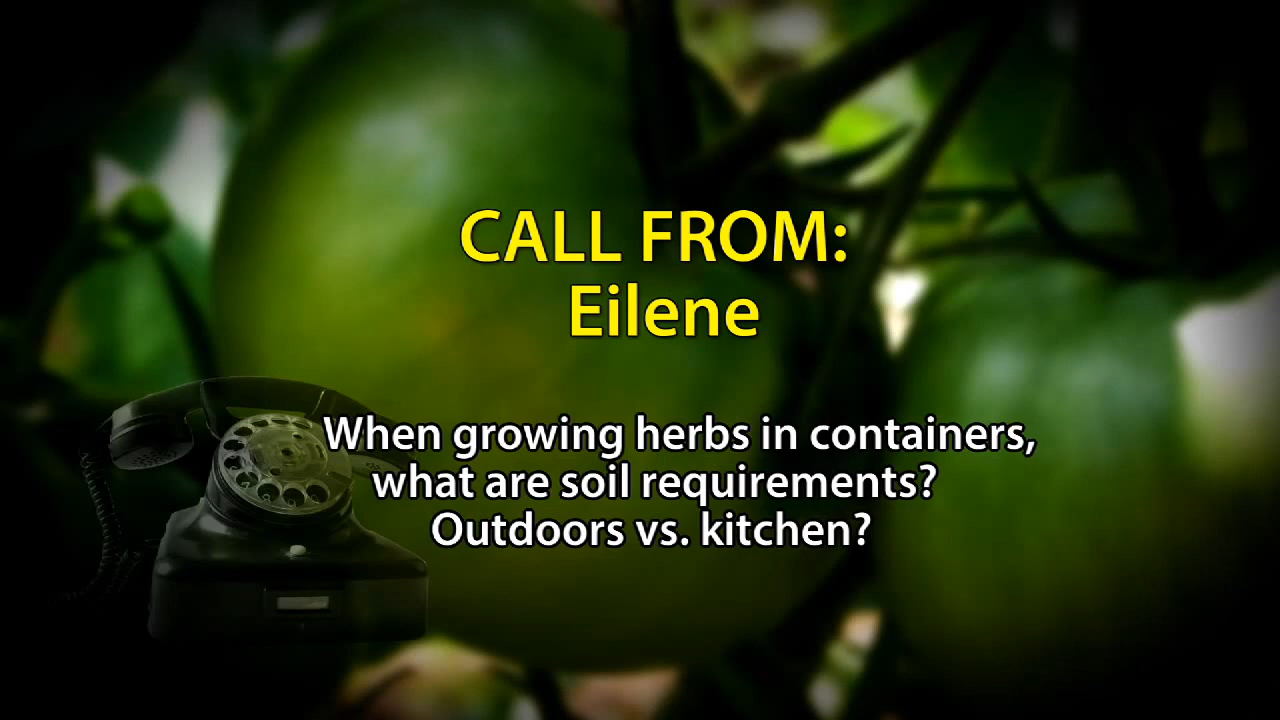 CALL FROM:
Eilene
When growing herbs in containers,
what are soil requirements?
Outdoors vs. kitchen?